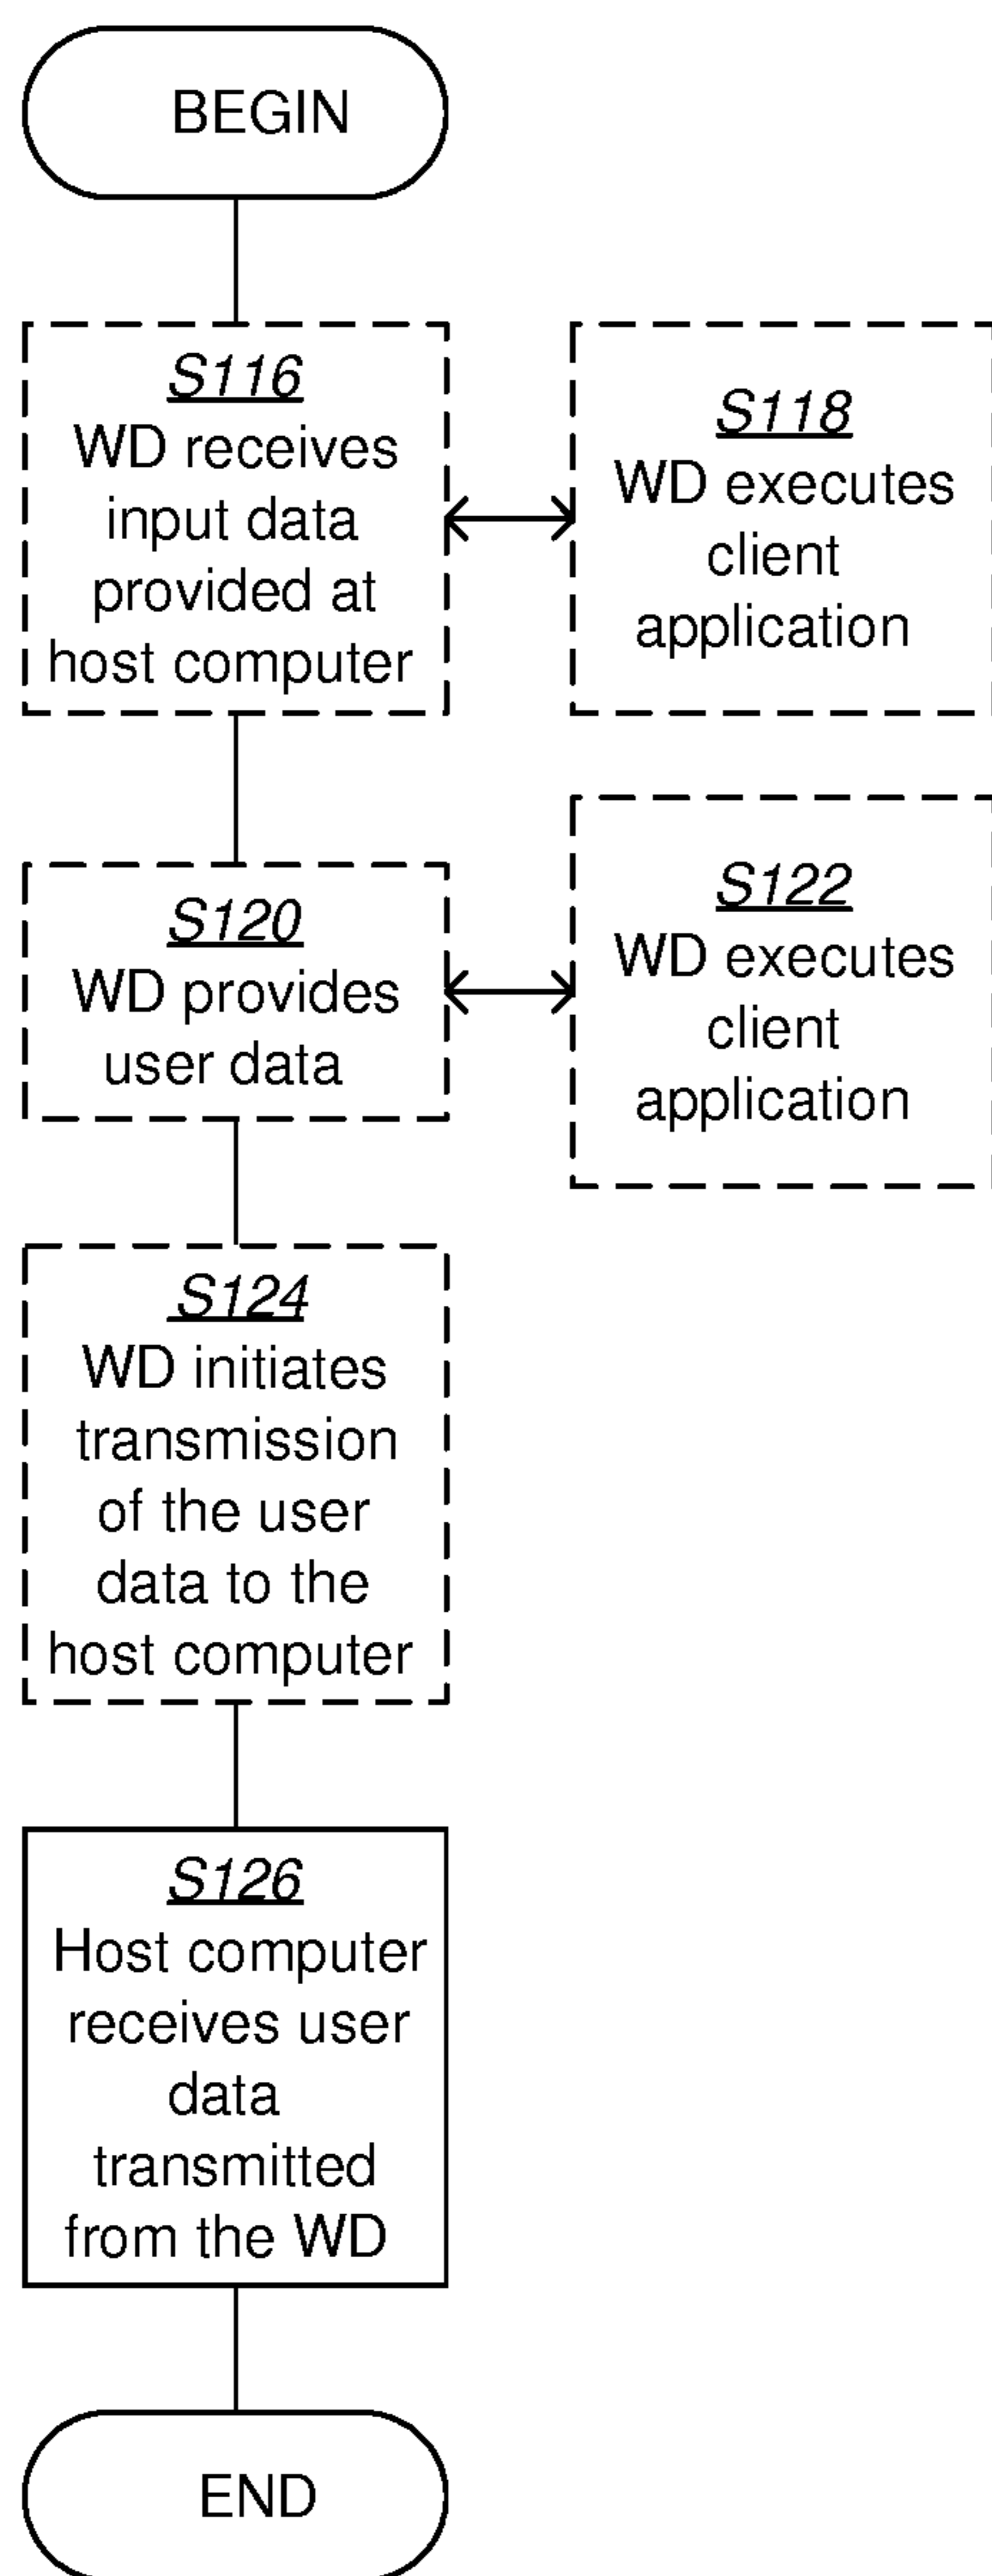 BEGIN
S116
WD receives
input data
provided at
host computer
S118
WD executes
client
application
S120
WD provides
user data
S122
WD executes
client
application
S124
WD initiates
transmission
of the user
data to the
host computer
S126
Host computer
receives user
data
transmitted
from the WD
END